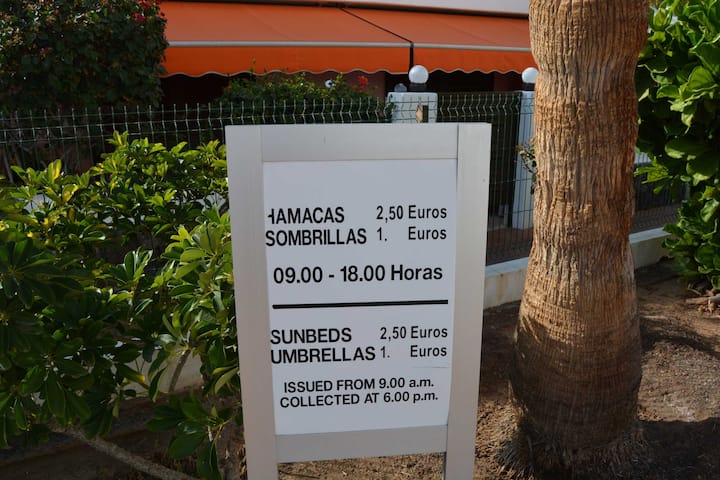 HAMACAS 2,50 Euros
SOMBRILLAS 1. Euros
09.00 - 18.00 Horas
SUNBEDS 2,50 Euros
UMBRELLAS 1. Euros
ISSUED FROM 9.00 a.m.
COLLECTED AT 6.00 p.m.